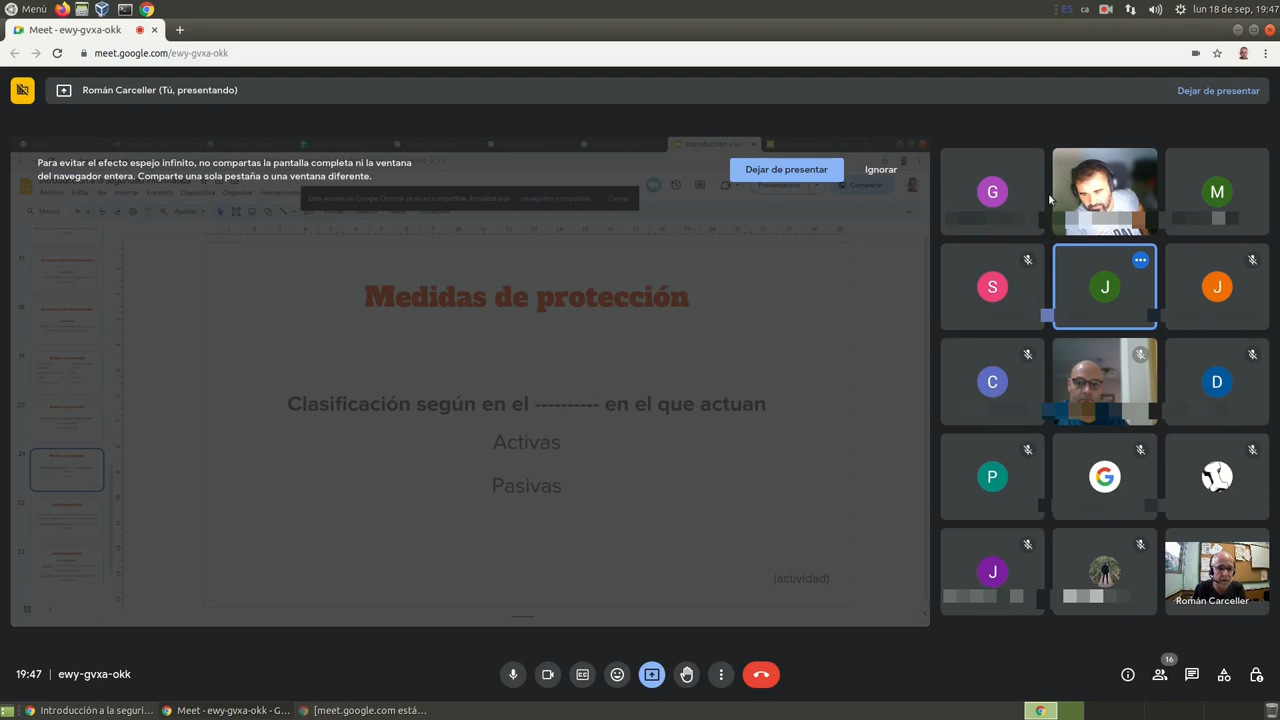 Menú
ES ca lun 18 de sep, 19:47
Meet - ewy-gvxa-okk
meet.google.com/ewy-gvxa-okk
Román Carceller (Tú, presentando)
Dejar de presentar
Para evitar el efecto espejo infinito, no compartas la pantalla completa ni la ventana
del navegador entera. Comparte una sola pestaña o una ventana diferente.
Dejar de presentar
Ignorar
Medidas de protección
Clasificación según en el ---------- en el que actuan
Activas
Pasivas
(actividad)
20
21
22
23
G
M
S
J
J
C
D
P
G
J
Román Carceller
19:47 ewy-gvxa-okk
16
Introducción a la seguri...
Meet - ewy-gvxa-okk - G...
[meet.google.com está...